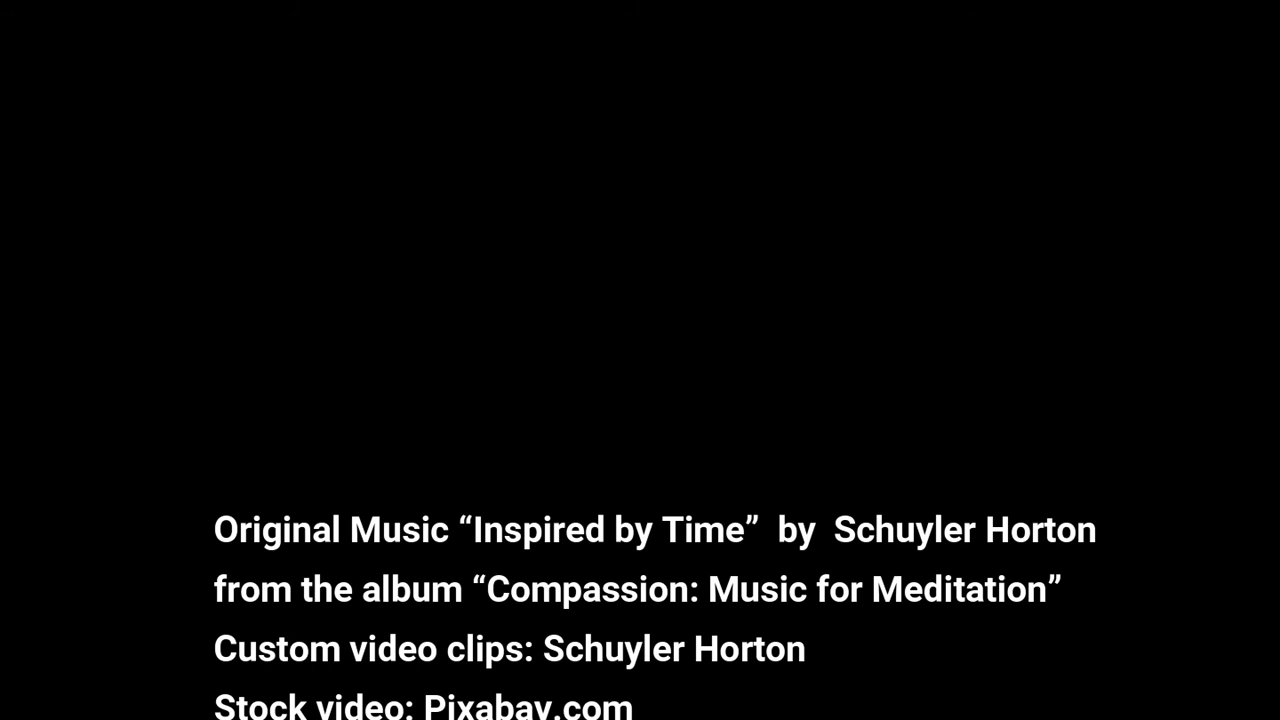 Original Music “Inspired by Time”  by  Schuyler Horton
from the album “Compassion: Music for Meditation”
Custom video clips: Schuyler Horton
Stock video: Pixabay.com